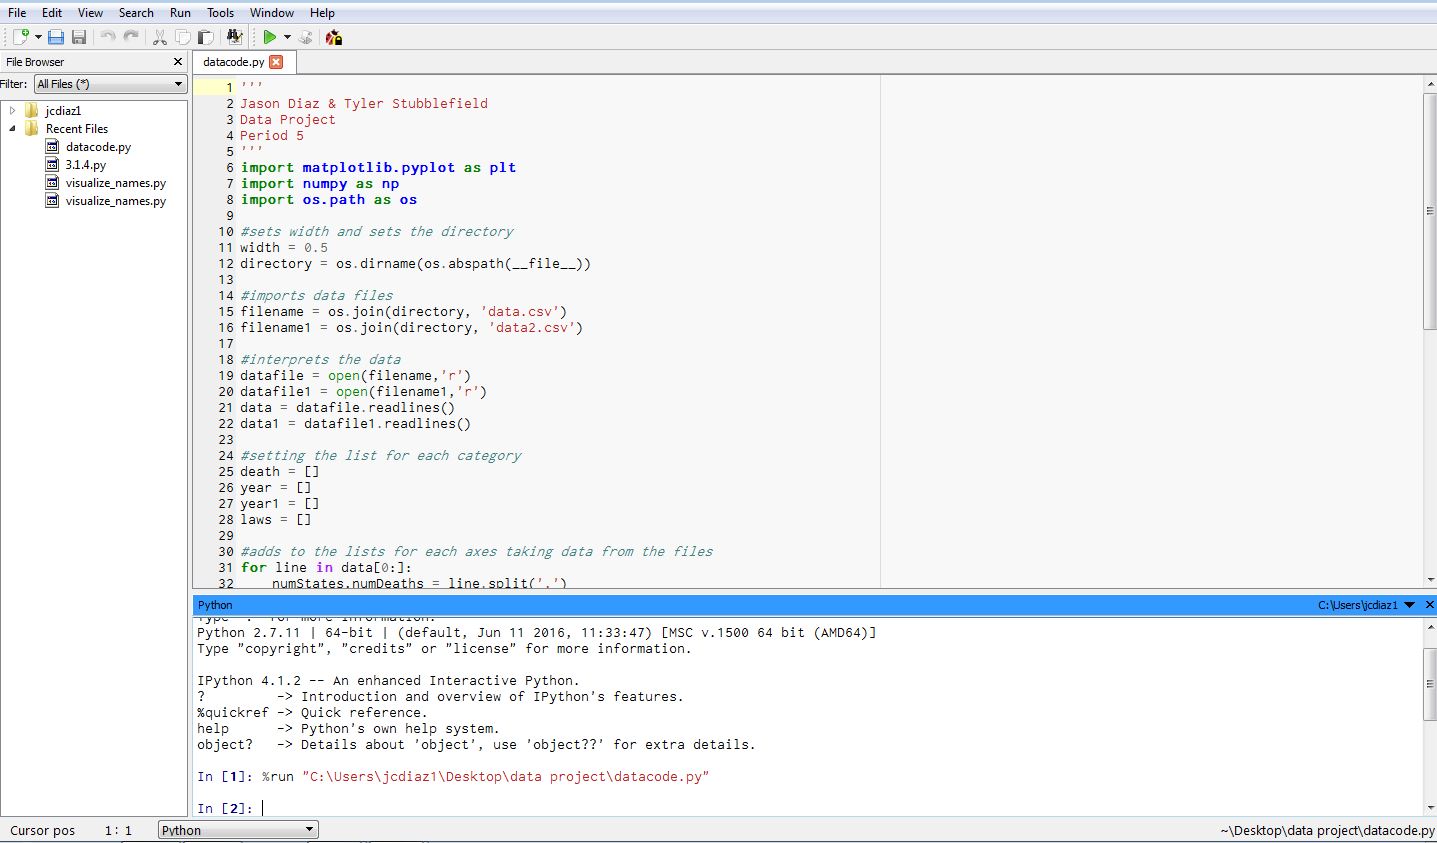 File Edit View Search Run Tools Window Help
File Browser
datacode.py
Filter: All Files (*)
jcdiaz1
Recent Files
datacode.py
3.1.4.py
visualize_names.py
visualize_names.py
1 '''
2 Jason Diaz & Tyler Stubblefield
3 Data Project
4 Period 5
5 '''
6 import matplotlib.pyplot as plt
7 import numpy as np
8 import os.path as os
9
10 #sets width and sets the directory
11 width = 0.5
12 directory = os.dirname(os.abspath(__file__))
13
14 #imports data files
15 filename = os.join(directory, 'data.csv')
16 filename1 = os.join(directory, 'data2.csv')
17
18 #interprets the data
19 datafile = open(filename,'r')
20 datafile1 = open(filename1,'r')
21 data = datafile.readlines()
22 data1 = datafile1.readlines()
23
24 #setting the list for each category
25 death = []
26 year = []
27 year1 = []
28 laws = []
29
30 #adds to the lists for each axes taking data from the files
31 for line in data[0:]:
32 numStates,numDeaths = line.split(',')
Python C:\Users\jcdiaz1
Type "." for more information.
Python 2.7.11 | 64-bit | (default, Jun 11 2016, 11:33:47) [MSC v.1500 64 bit (AMD64)]
Type "copyright", "credits" or "license" for more information.
IPython 4.1.2 -- An enhanced Interactive Python.
? -> Introduction and overview of IPython's features.
%quickref -> Quick reference.
help -> Python's own help system.
object? -> Details about 'object', use 'object??' for extra details.
In [1]: %run "C:\Users\jcdiaz1\Desktop\data project\datacode.py"
In [2]:
Cursor pos 1: 1 Python ~\Desktop\data project\datacode.py